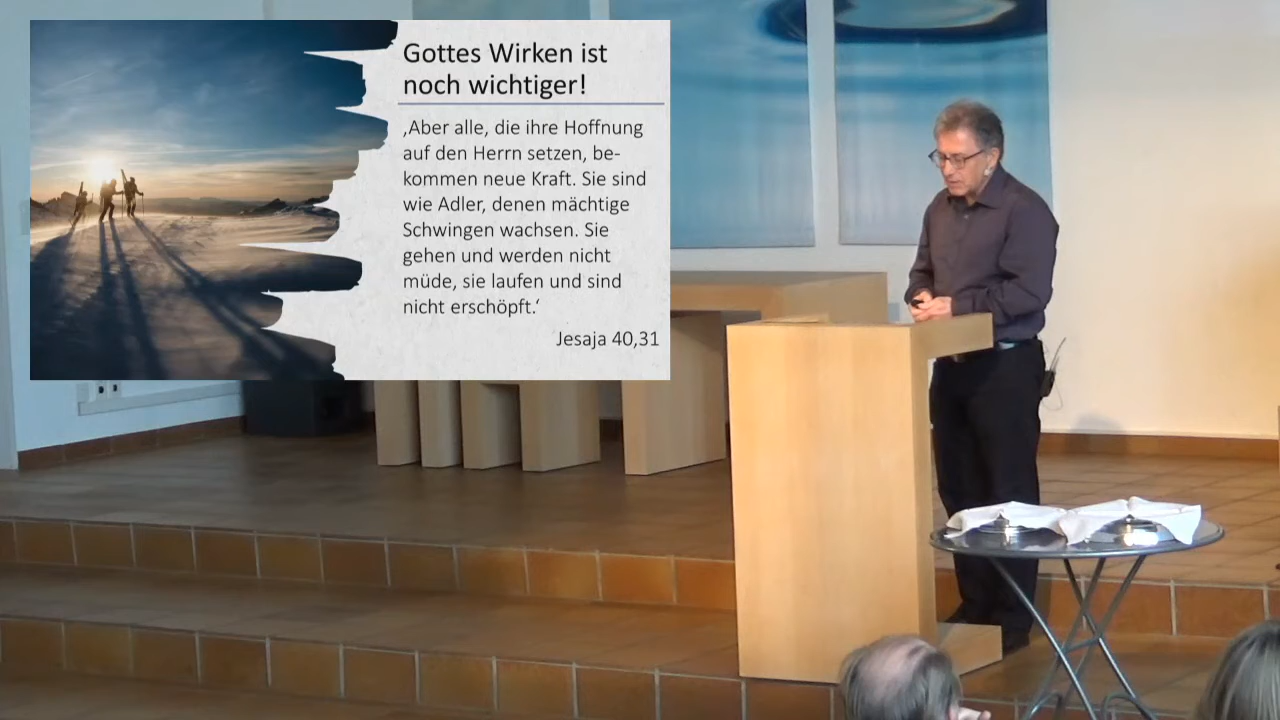 Gottes Wirken ist
noch wichtiger!
‚Aber alle, die ihre Hoffnung
auf den Herrn setzen, be-
kommen neue Kraft. Sie sind
wie Adler, denen mächtige
Schwingen wachsen. Sie
gehen und werden nicht
müde, sie laufen und sind
nicht erschöpft.‘
Jesaja 40,31